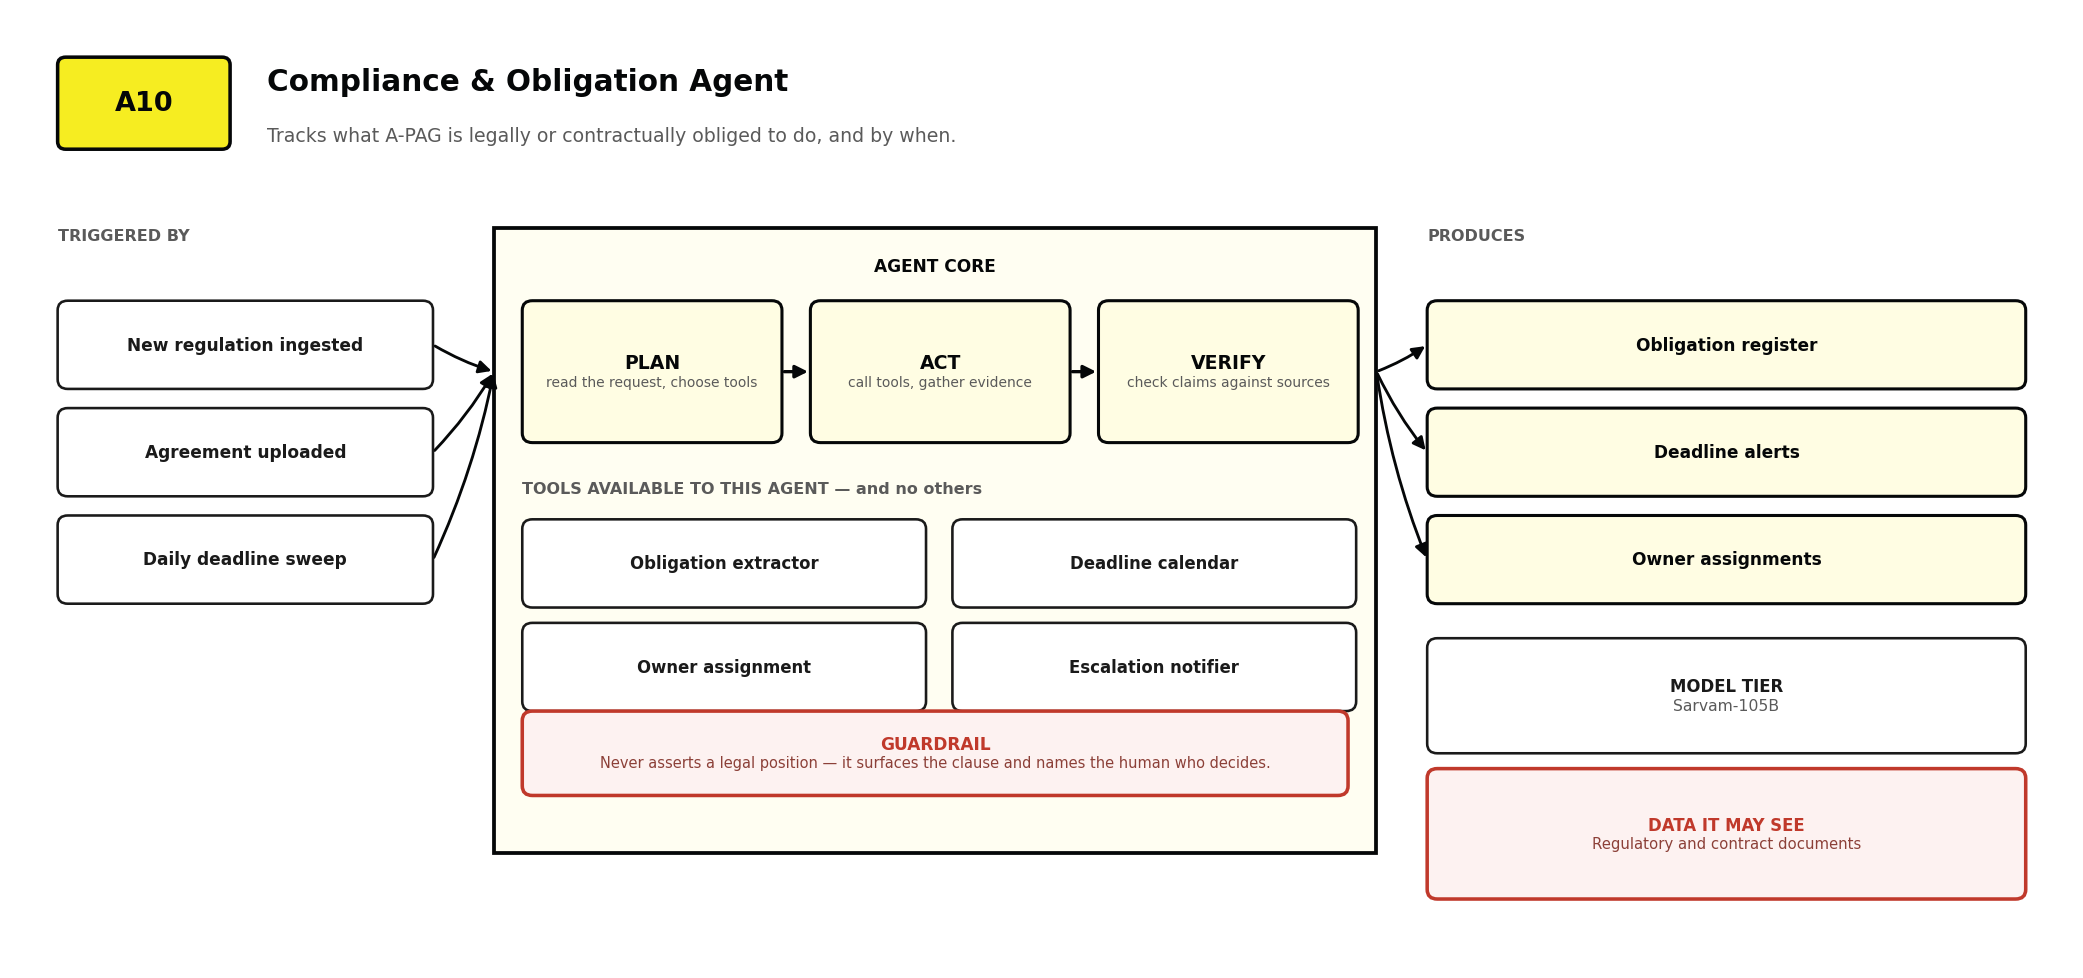 A10
Compliance & Obligation Agent
Tracks what A-PAG is legally or contractually obliged to do, and by when.
TRIGGERED BY
New regulation ingested
Agreement uploaded
Daily deadline sweep
AGENT CORE
PLAN
read the request, choose tools
ACT
call tools, gather evidence
VERIFY
check claims against sources
TOOLS AVAILABLE TO THIS AGENT — and no others
Obligation extractor
Deadline calendar
Owner assignment
Escalation notifier
GUARDRAIL
Never asserts a legal position — it surfaces the clause and names the human who decides.
PRODUCES
Obligation register
Deadline alerts
Owner assignments
MODEL TIER
Sarvam-105B
DATA IT MAY SEE
Regulatory and contract documents